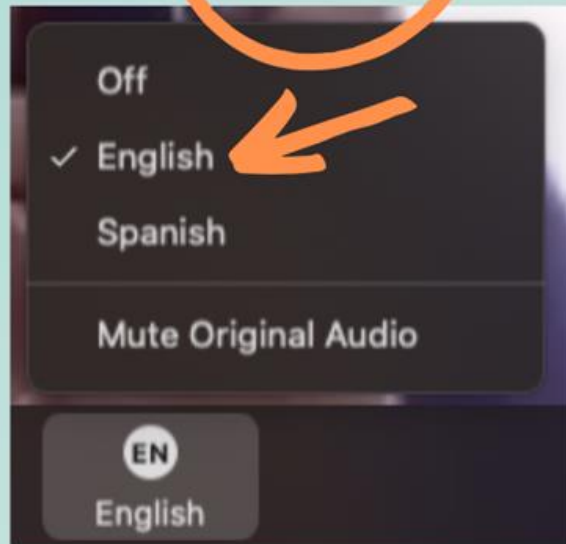 Off
✓ English
Spanish
Mute Original Audio
EN
English